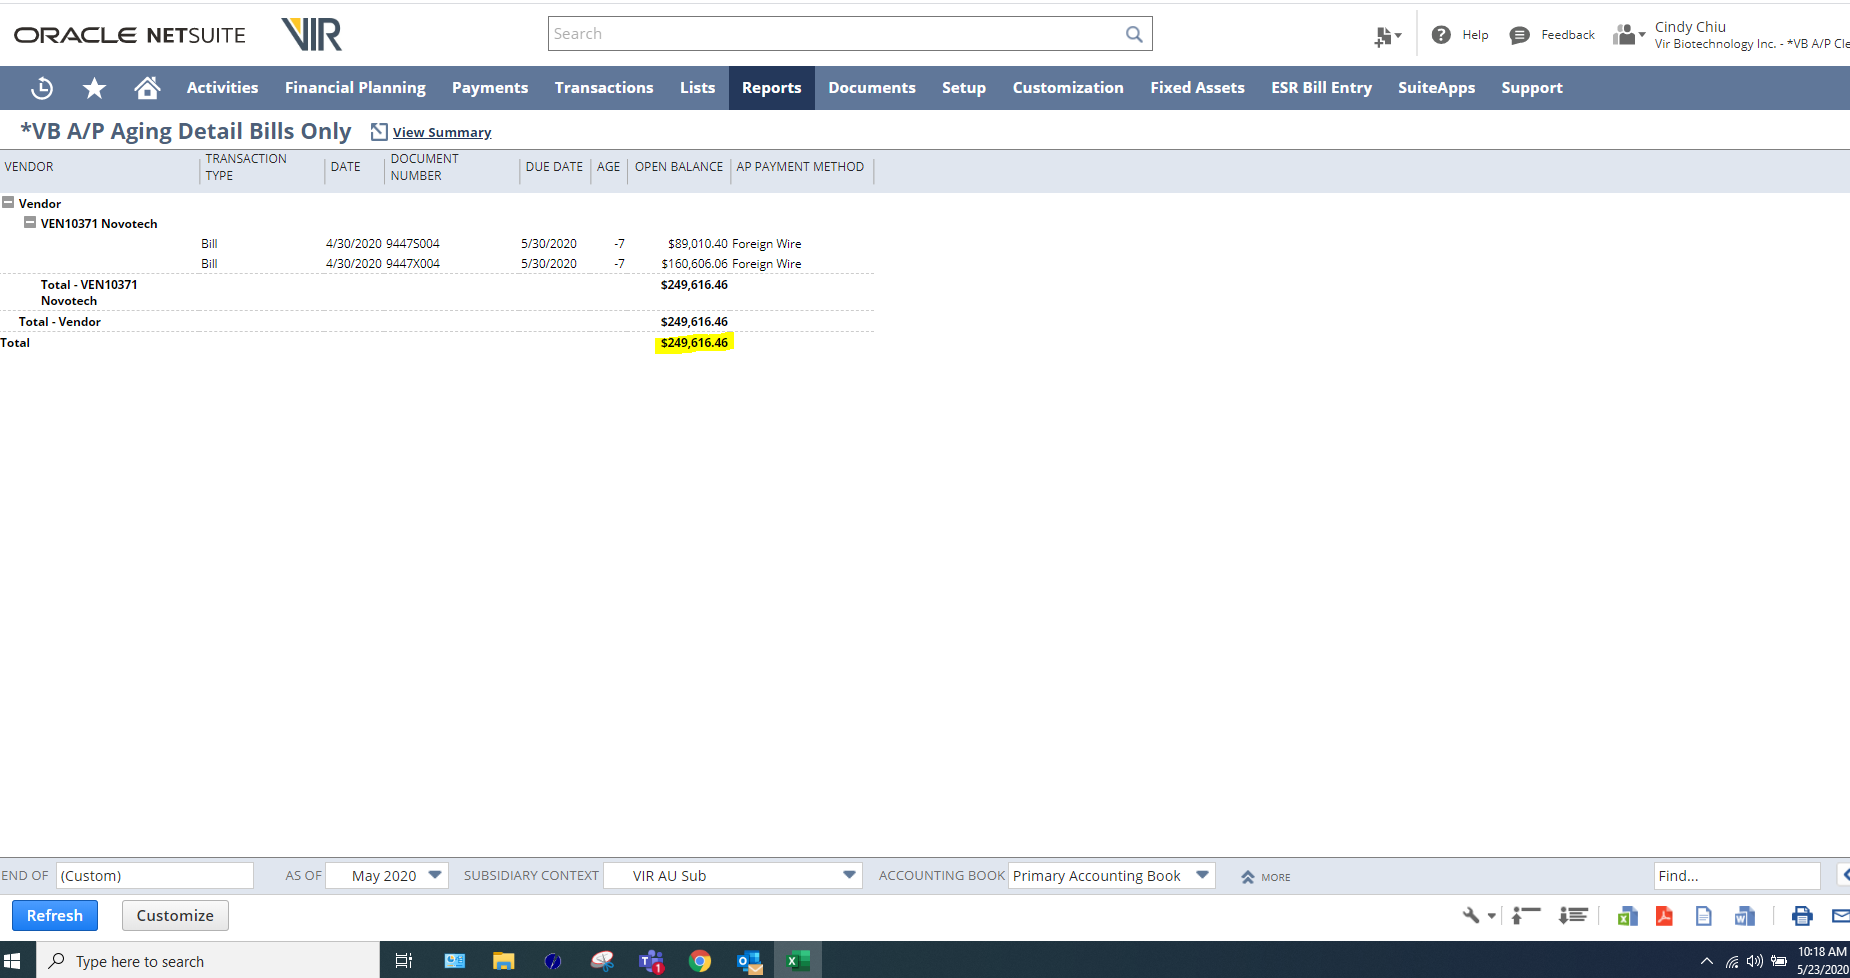 ORACLE NETSUITE VIR Search Help Feedback Cindy Chiu
Vir Biotechnology Inc. - *VB A/P Cle
Activities Financial Planning Payments Transactions Lists Reports Documents Setup Customization Fixed Assets ESR Bill Entry SuiteApps Support
*VB A/P Aging Detail Bills Only View Summary
VENDOR TRANSACTION TYPE DATE DOCUMENT NUMBER DUE DATE AGE OPEN BALANCE AP PAYMENT METHOD
Vendor
VEN10371 Novotech
Bill 4/30/2020 9447S004 5/30/2020 -7 $89,010.40 Foreign Wire
Bill 4/30/2020 9447X004 5/30/2020 -7 $160,606.06 Foreign Wire
Total - VEN10371 $249,616.46
Novotech
Total - Vendor $249,616.46
Total $249,616.46
END OF (Custom) AS OF May 2020 SUBSIDIARY CONTEXT VIR AU Sub ACCOUNTING BOOK Primary Accounting Book MORE Find...
Refresh Customize
Type here to search 10:18 AM
5/23/2020